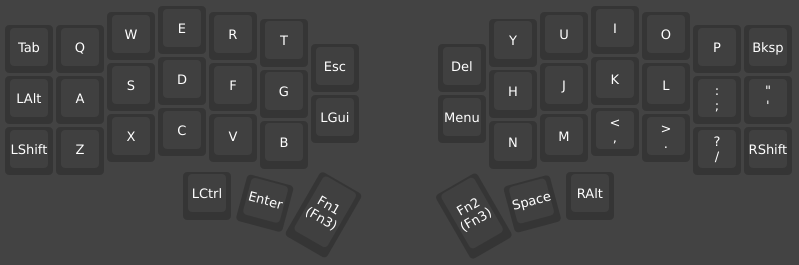 Tab Q W E R T Esc Del Y U I O P Bksp
LAlt A S D F G LGui Menu H J K L : "
; '
LShift Z X C V B N M < > ? RShift
, . /
LCtrl Enter Fn1 Fn2 Space RAlt
(Fn3) (Fn3)